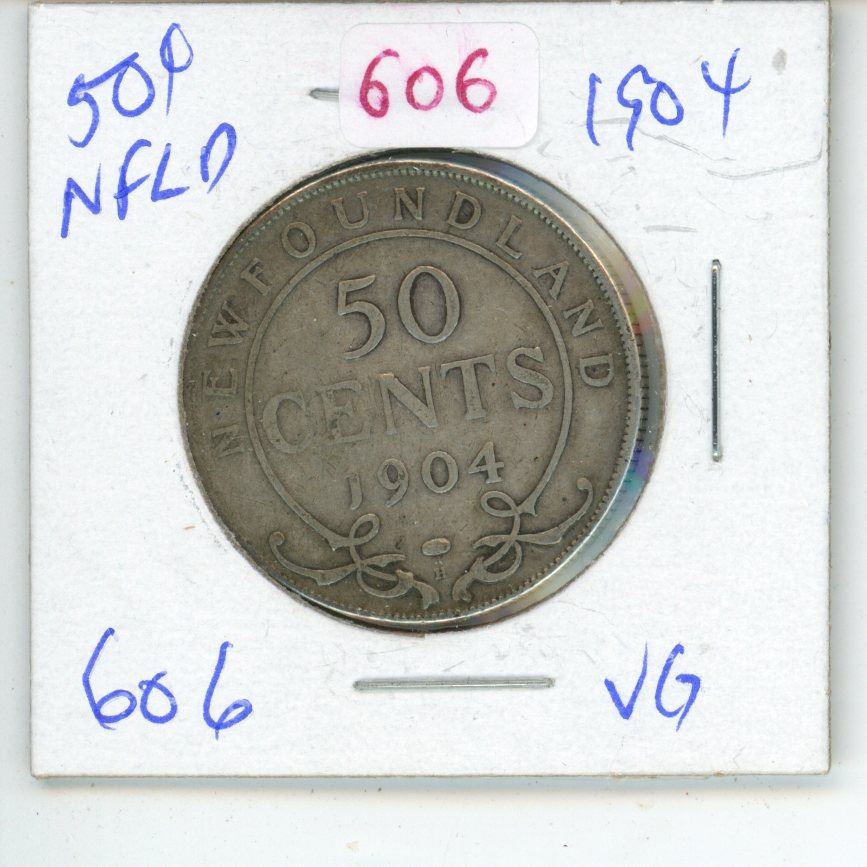 50¢ 606 1904
NFLD
NEWFOUNDLAND
50
CENTS
1904
H
606 VG